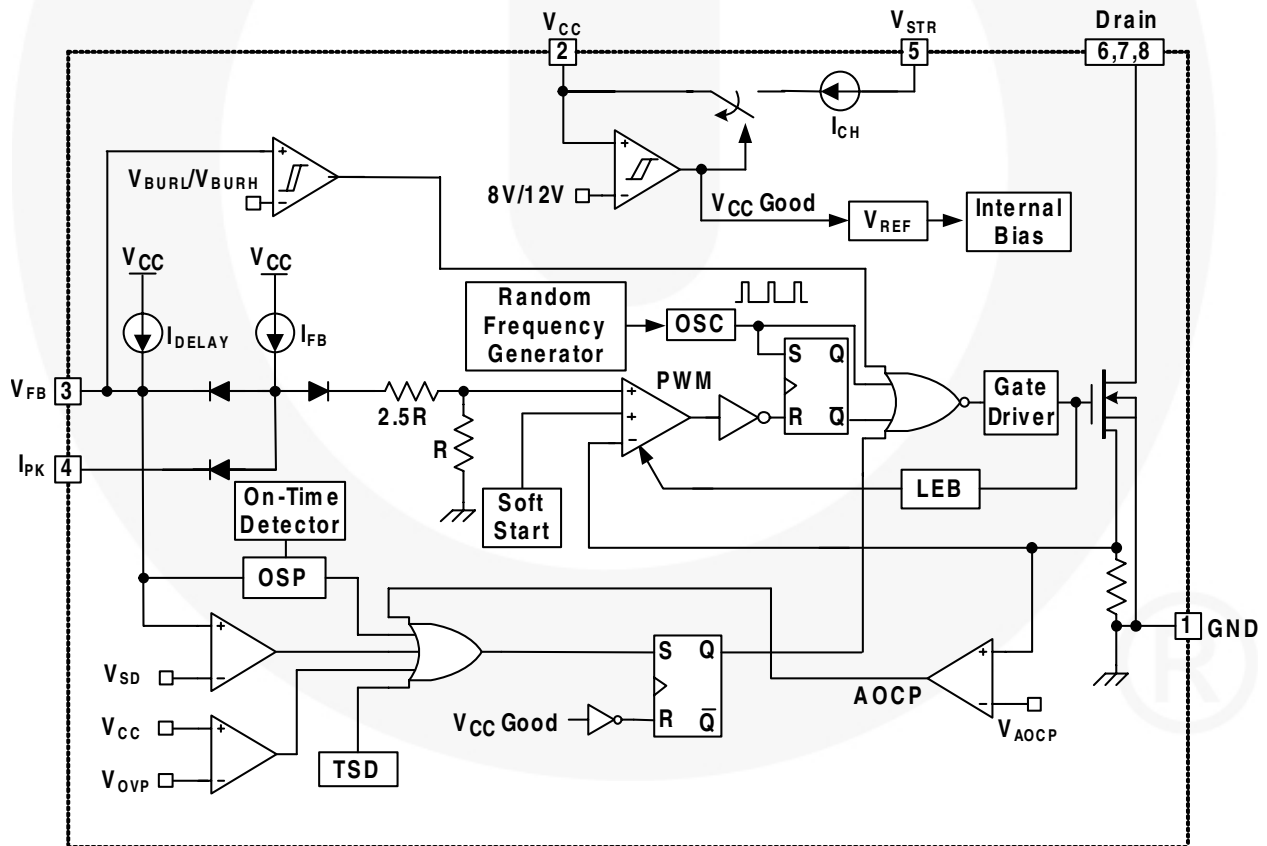 VCC
VSTR
Drain
2
5
6,7,8
ICH
VBURL/VBURH
+
-
+
-
8V/12V
VCC Good
VREF
Internal
Bias
VCC
VCC
IDELAY
IFB
Random
Frequency
Generator
OSC
S Q
R Q̅
PWM
+
+
-
Gate
Driver
VFB 3
2.5R
R
IPK 4
LEB
Soft
Start
On-Time
Detector
OSP
+
-
VSD
VCC
VOVP
+
-
TSD
S Q
R Q̅
VCC Good
AOCP
+
-
VAOCP
1 GND
®